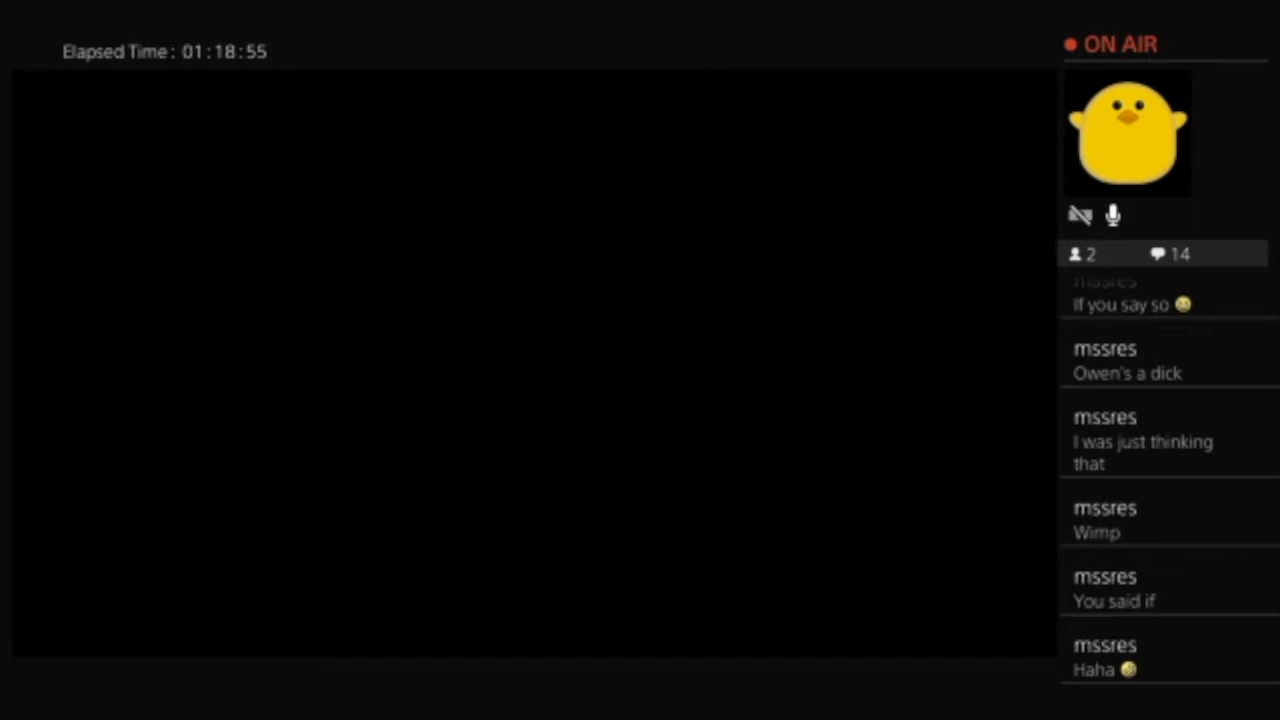 Elapsed Time: 01:18:55
ON AIR
2 14
mssres
If you say so 😄
mssres
Owen's a dick
mssres
I was just thinking
that
mssres
Wimp
mssres
You said if
mssres
Haha 🤣